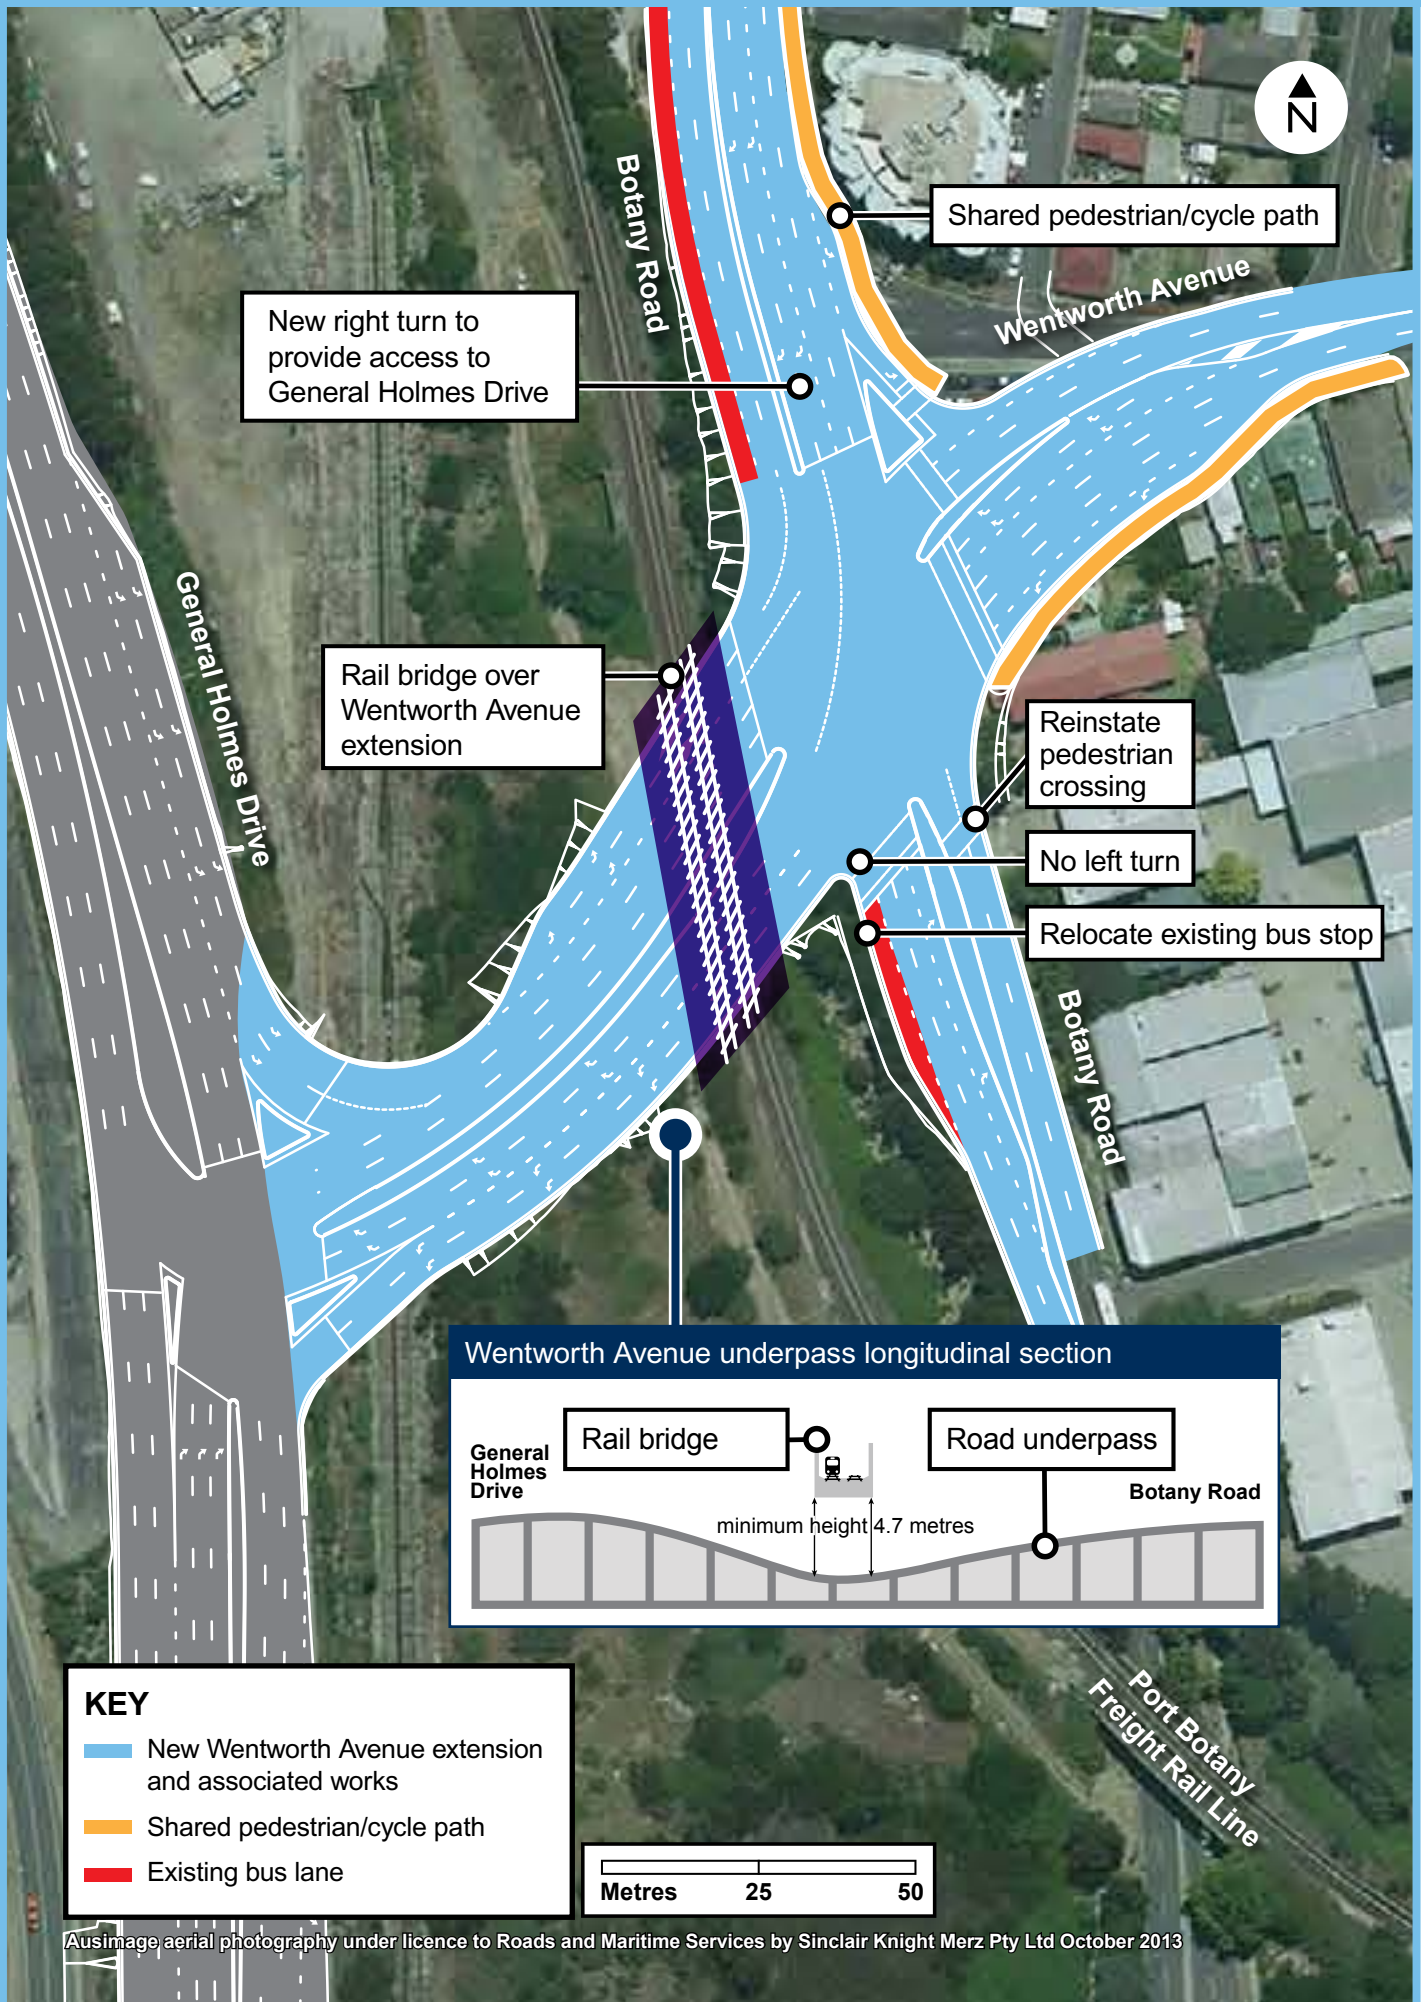 N
Shared pedestrian/cycle path
Botany Road
Wentworth Avenue
New right turn to
provide access to
General Holmes Drive
General Holmes Drive
Rail bridge over
Wentworth Avenue
extension
Reinstate
pedestrian
crossing
No left turn
Relocate existing bus stop
Botany Road
Wentworth Avenue underpass longitudinal section
Rail bridge
Road underpass
General
Holmes
Drive
Botany Road
minimum height 4.7 metres
Port Botany
Freight Rail Line
KEY
New Wentworth Avenue extension
and associated works
Shared pedestrian/cycle path
Existing bus lane
Metres 25 50
Ausimage aerial photography under licence to Roads and Maritime Services by Sinclair Knight Merz Pty Ltd October 2013